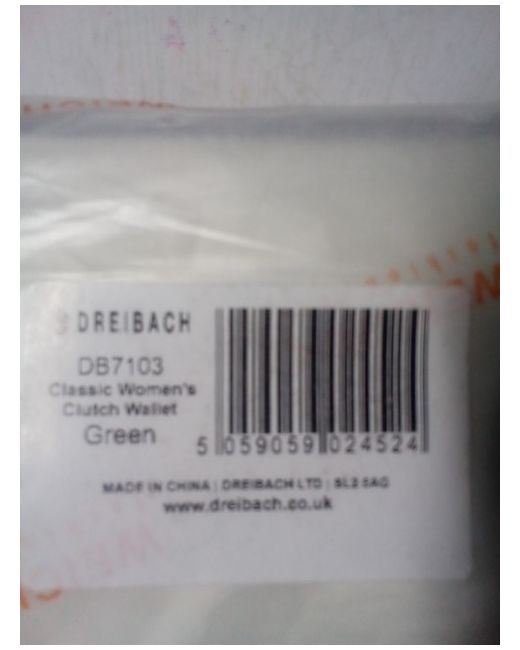 DREIBACH
DB7103
Classic Women's
Clutch Wallet
Green
5 059059 024524
MADE IN CHINA | DREIBACH LTD | SL2 5AG
www.dreibach.co.uk